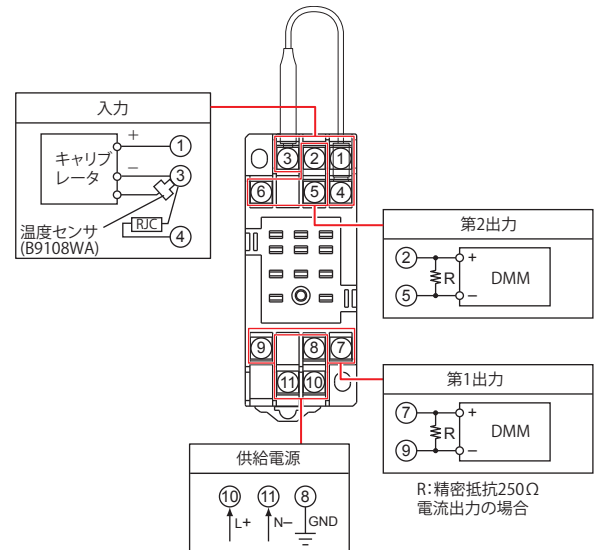 入力
キャリブ
レータ
+
−
①
③
④
RJC
温度センサ
(B9108WA)
③
②
①
⑥
⑤
④
第2出力
②
⑤
R
+
−
DMM
⑨
⑧
⑦
⑪
⑩
第1出力
⑦
⑨
R
+
−
DMM
R:精密抵抗250Ω
電流出力の場合
供給電源
⑩
⑪
⑧
L+
N−
GND